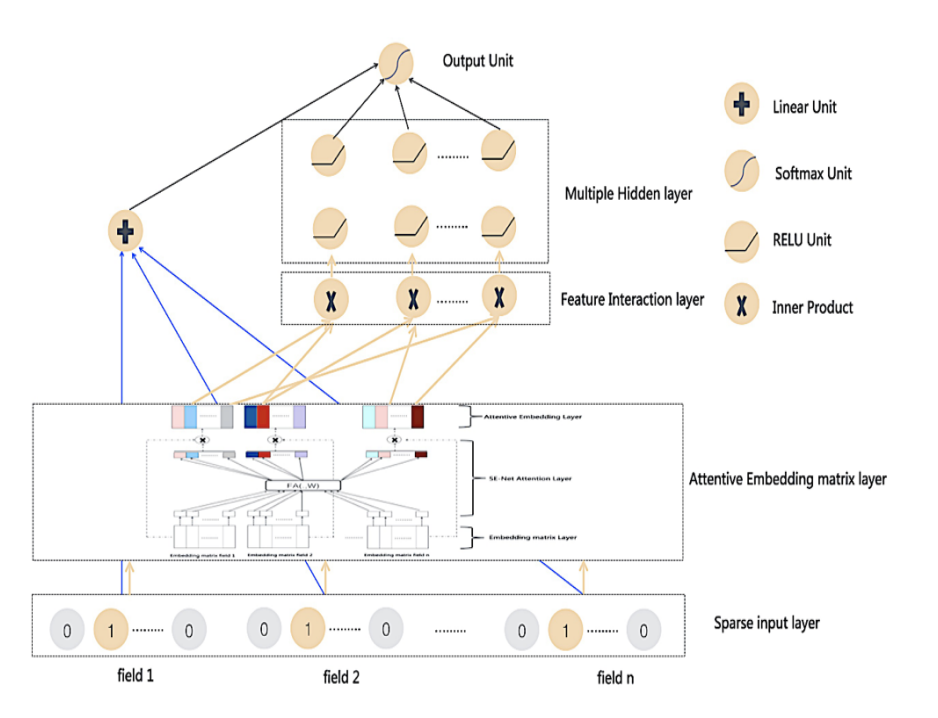 Output Unit
Linear Unit
Softmax Unit
Multiple Hidden layer
RELU Unit
Feature Interaction layer
Inner Product
Attentive Embedding Layer
SE-Net Attention Layer
Attentive Embedding matrix layer
FA(.,W)
Embedding matrix Layer
Embedding matrix field 1 Embedding matrix field 2 Embedding matrix field n
0 1 ........ 0 0 1 ........ 0 ........ 0 1 ........ 0
Sparse input layer
field 1 field 2 field n